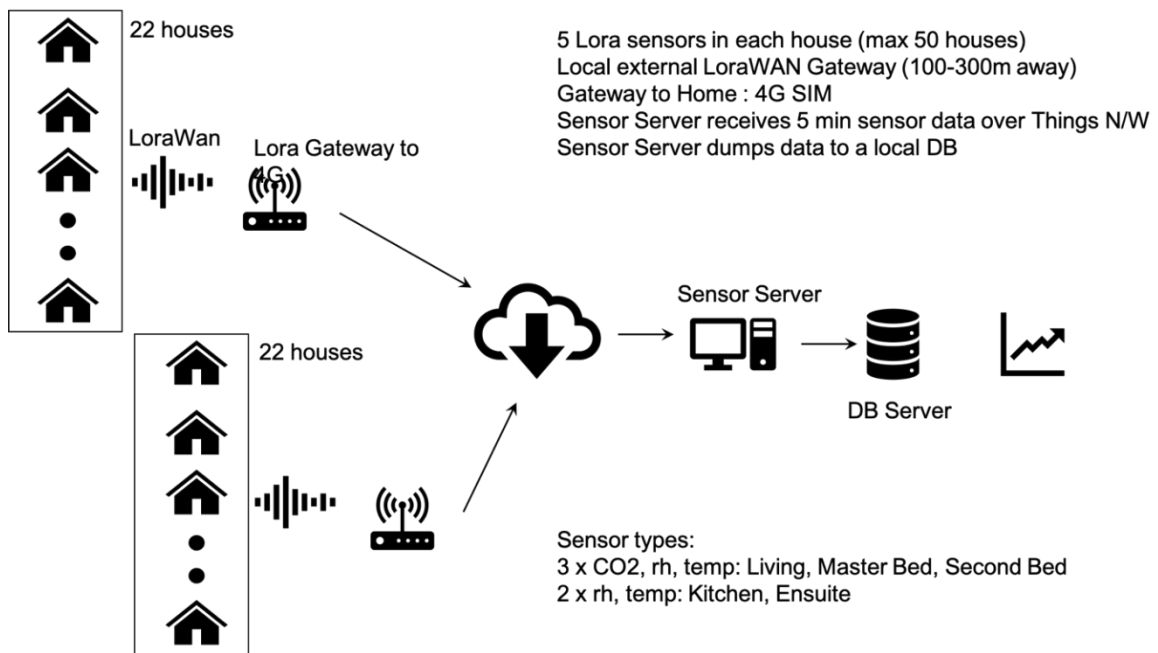 22 houses
5 Lora sensors in each house (max 50 houses)
Local external LoraWAN Gateway (100-300m away)
Gateway to Home : 4G SIM
Sensor Server receives 5 min sensor data over Things N/W
Sensor Server dumps data to a local DB
LoraWan
Lora Gateway to
4G
Sensor Server
22 houses
DB Server
Sensor types:
3 x CO2, rh, temp: Living, Master Bed, Second Bed
2 x rh, temp: Kitchen, Ensuite